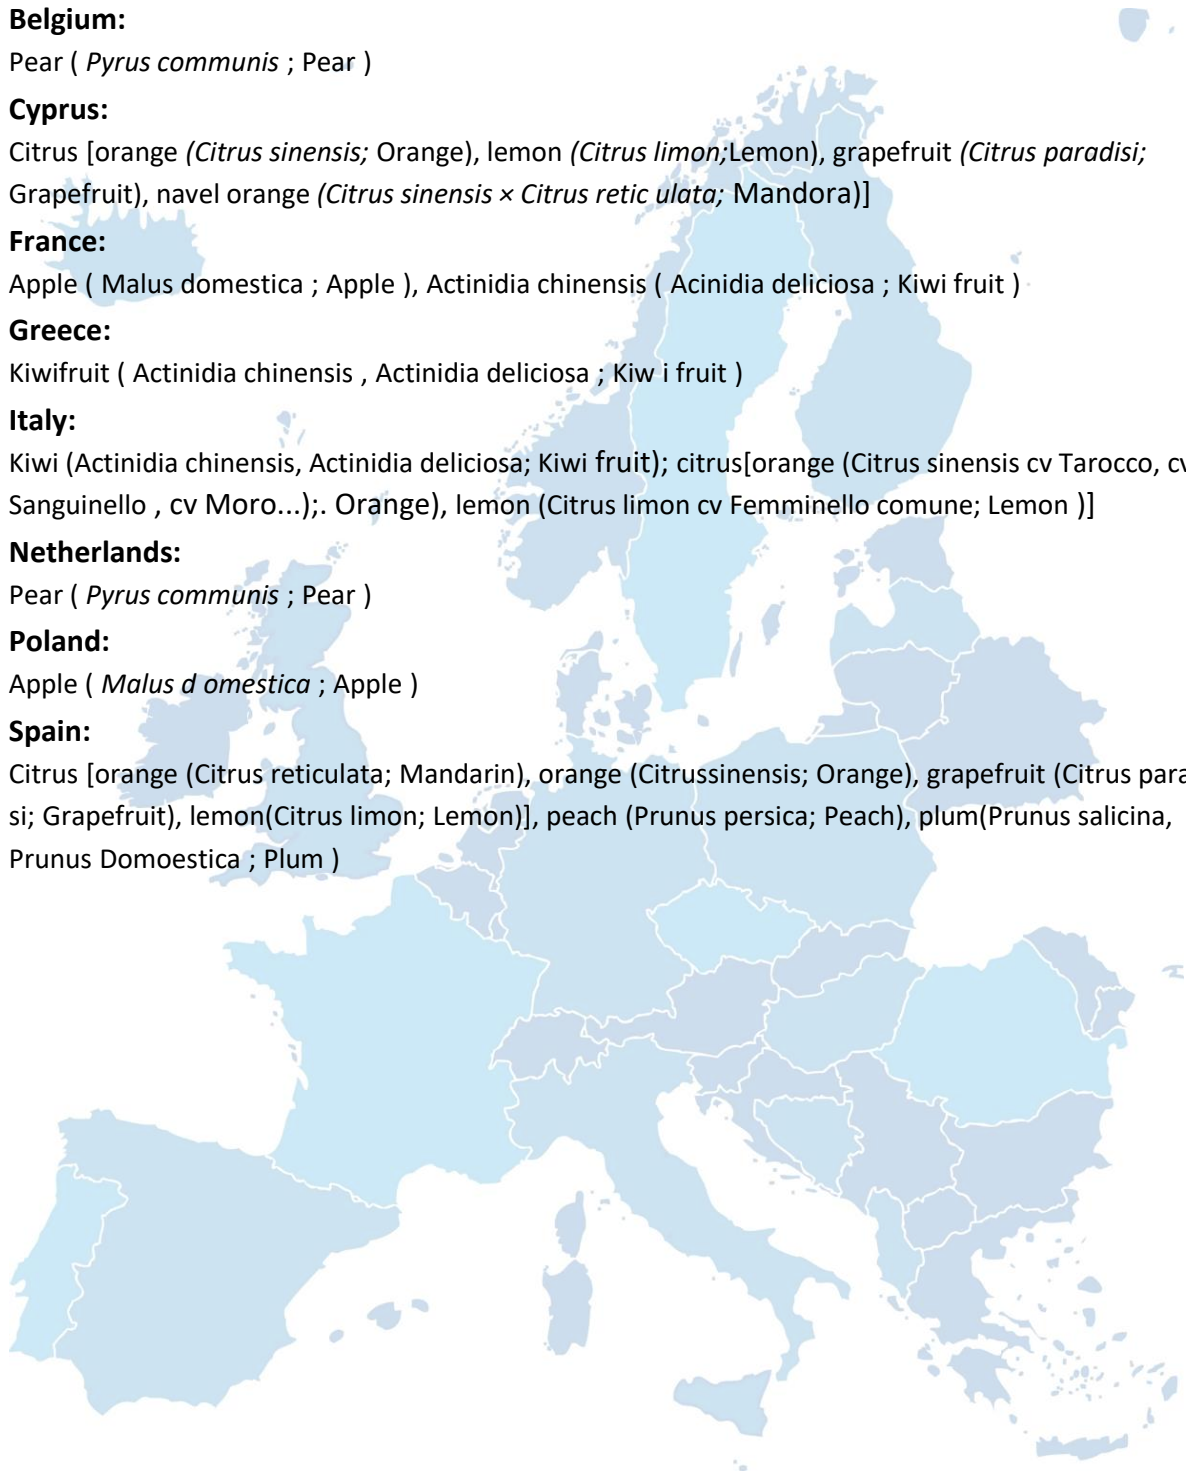 Belgium:
Pear ( Pyrus communis ; Pear )
Cyprus:
Citrus [orange (Citrus sinensis; Orange), lemon (Citrus limon;Lemon), grapefruit (Citrus paradisi;
Grapefruit), navel orange (Citrus sinensis × Citrus retic ulata; Mandora)]
France:
Apple ( Malus domestica ; Apple ), Actinidia chinensis ( Acinidia deliciosa ; Kiwi fruit )
Greece:
Kiwifruit ( Actinidia chinensis , Actinidia deliciosa ; Kiw i fruit )
Italy:
Kiwi (Actinidia chinensis, Actinidia deliciosa; Kiwi fruit); citrus[orange (Citrus sinensis cv Tarocco, cv
Sanguinello , cv Moro...);. Orange), lemon (Citrus limon cv Femminello comune; Lemon )]
Netherlands:
Pear ( Pyrus communis ; Pear )
Poland:
Apple ( Malus d omestica ; Apple )
Spain:
Citrus [orange (Citrus reticulata; Mandarin), orange (Citrussinensis; Orange), grapefruit (Citrus para
si; Grapefruit), lemon(Citrus limon; Lemon)], peach (Prunus persica; Peach), plum(Prunus salicina,
Prunus Domoestica ; Plum )